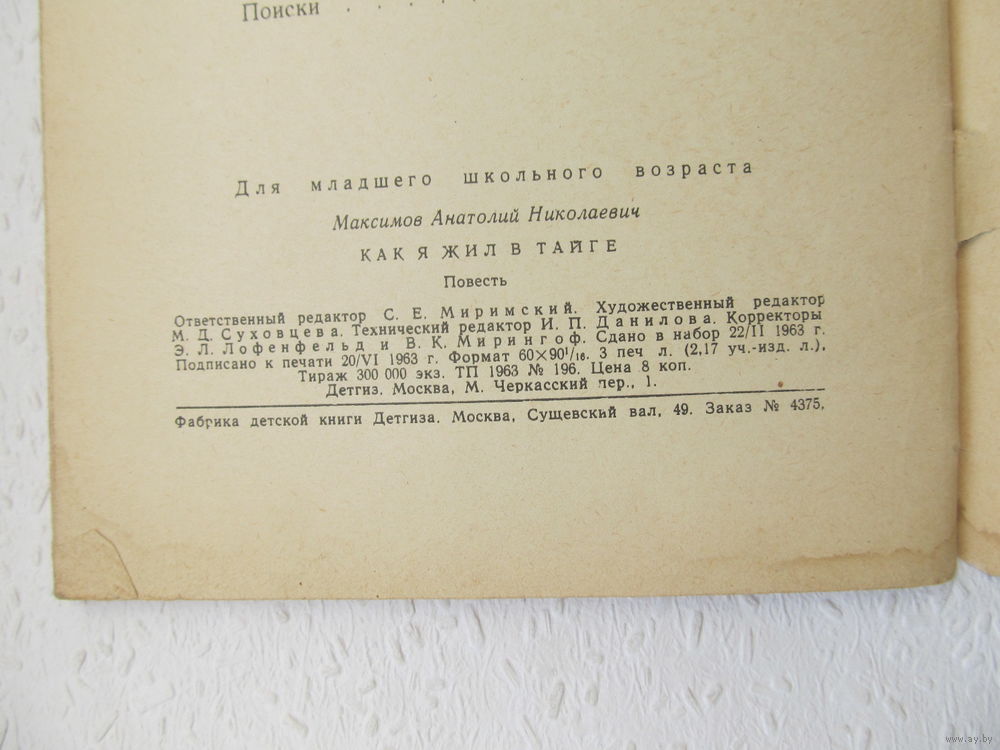 Поиски . . . .
Для младшего школьного возраста
Максимов Анатолий Николаевич
КАК Я ЖИЛ В ТАЙГЕ
Повесть
Ответственный редактор С. Е. Миримский. Художественный редактор
М. Д. Суховцева. Технический редактор И. П. Данилова. Корректоры
Э. Л. Лофенфельд и В. К. Мирингоф. Сдано в набор 22/II 1963 г.
Подписано к печати 20/VI 1963 г. Формат 60×90¹/₁₆. 3 печ л. (2,17 уч.-изд. л.),
Тираж 300 000 экз. ТП 1963 № 196. Цена 8 коп.
Детгиз. Москва, М. Черкасский пер., 1.
Фабрика детской книги Детгиза. Москва, Сущевский вал, 49. Заказ № 4375,
www.ay.by